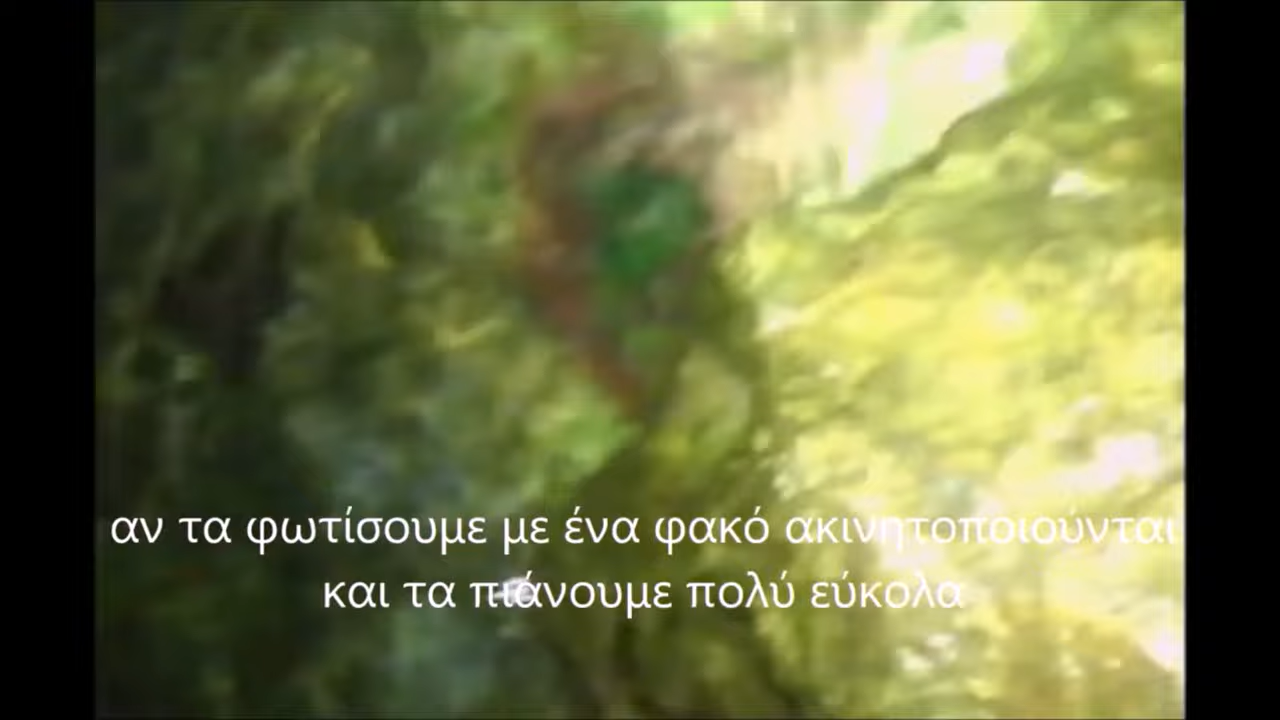 αν τα φωτίσουμε με ένα φακό ακινητοποιούνται
και τα πιάνουμε πολύ εύκολα